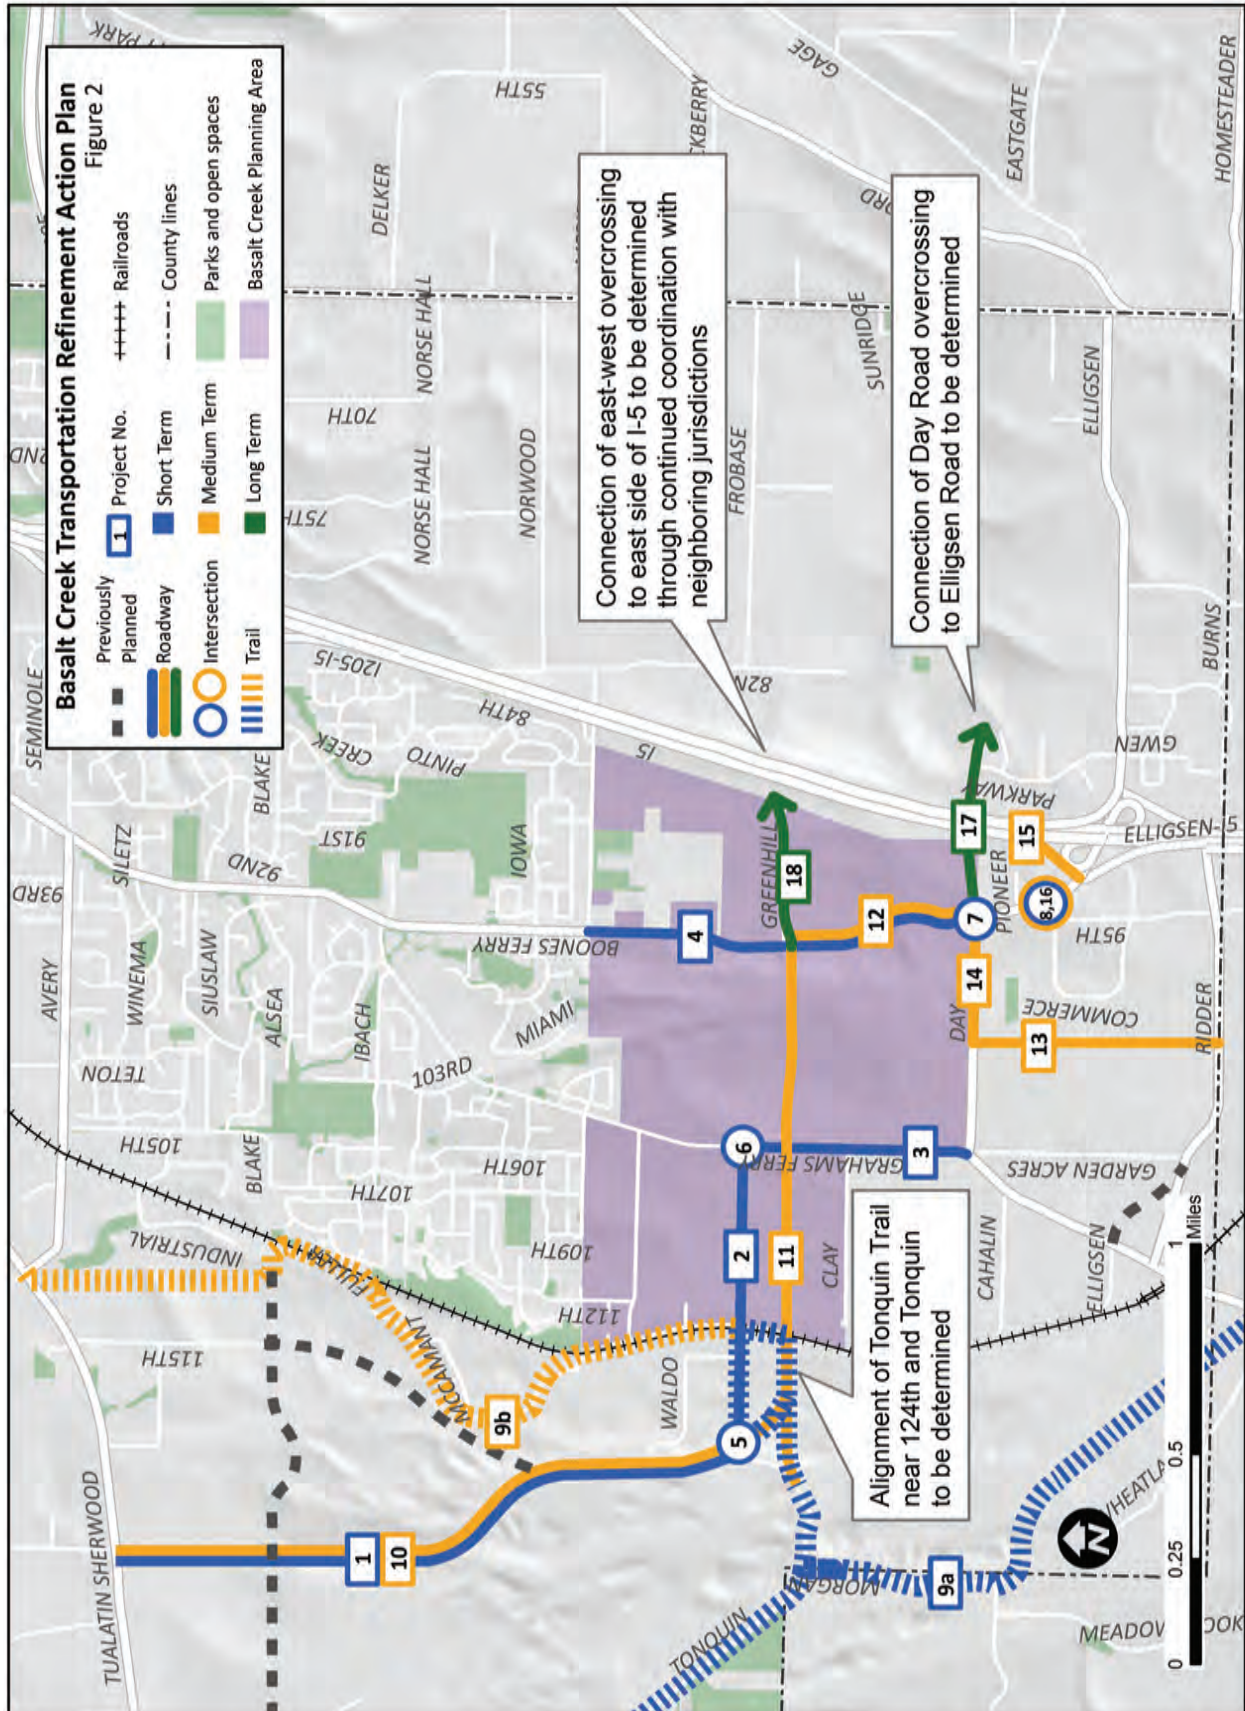 Basalt Creek Transportation Refinement Action Plan
Figure 2
Previously
Planned
1 Project No.
Railroads
Roadway
Short Term
County lines
Intersection
Medium Term
Parks and open spaces
Trail
Long Term
Basalt Creek Planning Area
SEMINOLE
93RD
AVERY
SILETZ
WINEMA
SIUSLAW
92ND
BLAKE
CREEK
PINTO
91ST
84TH
I205-I5
75TH
70TH
NORSE HALL
NORSE HALL
DELKER
55TH
NORWOOD
ALSEA
IBACH
IOWA
TETON
105TH
BLAKE
103RD
MIAMI
BOONES FERRY
106TH
107TH
109TH
112TH
INDUSTRIAL
115TH
MCCAMANT
TUALATIN SHERWOOD
WALDO
I5
Connection of east-west overcrossing
to east side of I-5 to be determined
through continued coordination with
neighboring jurisdictions
GAGE
FROBASE
SUNRIDGE
EASTGATE
HOMESTEADER
82N
GREENHILL
Connection of Day Road overcrossing
to Elligsen Road to be determined
ELLIGSEN
BURNS
GWEN
PARKWAY
ELLIGSEN-I5
PIONEER
95TH
COMMERCE
DAY
RIDDER
GRAHAMS FERRY
GARDEN ACRES
CLAY
CAHALIN
ELLIGSEN
Alignment of Tonquin Trail
near 124th and Tonquin
to be determined
TONQUIN
MORGAN
1
10
9b
5
2
6
11
3
4
18
12
7
17
14
13
15
8,16
9a
N
0
0.25
0.5
1
Miles